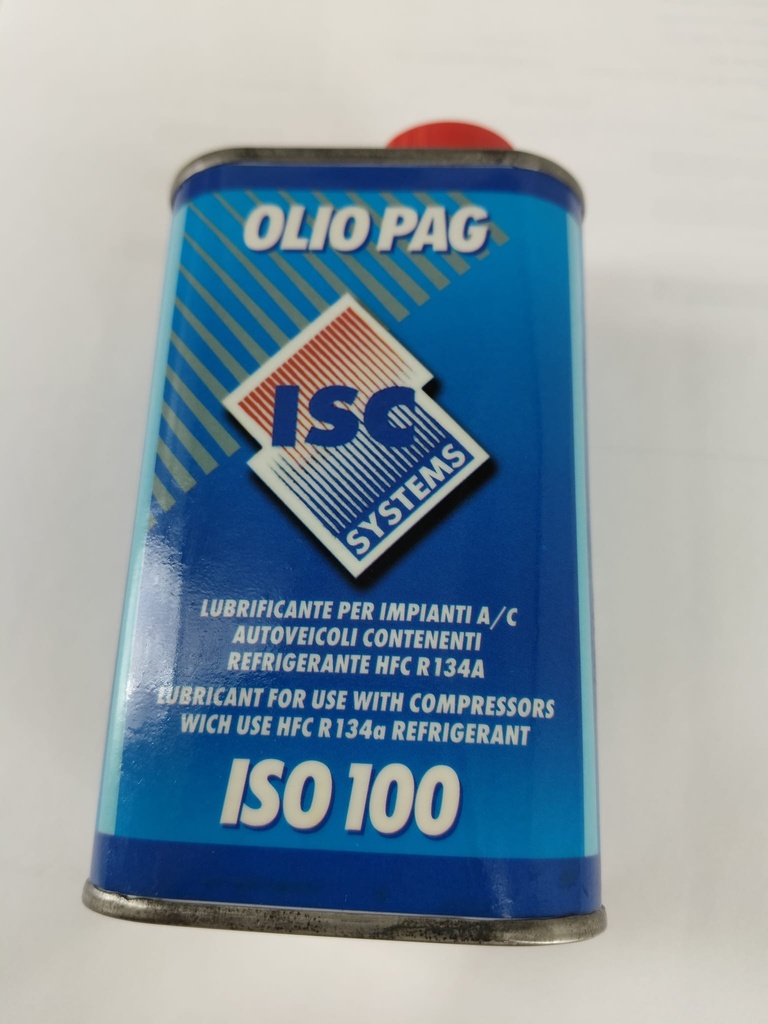 OLIO PAG
ISC
SYSTEMS
LUBRIFICANTE PER IMPIANTI A/C
AUTOVEICOLI CONTENENTI
REFRIGERANTE HFC R134A
LUBRICANT FOR USE WITH COMPRESSORS
WICH USE HFC R134a REFRIGERANT
ISO 100